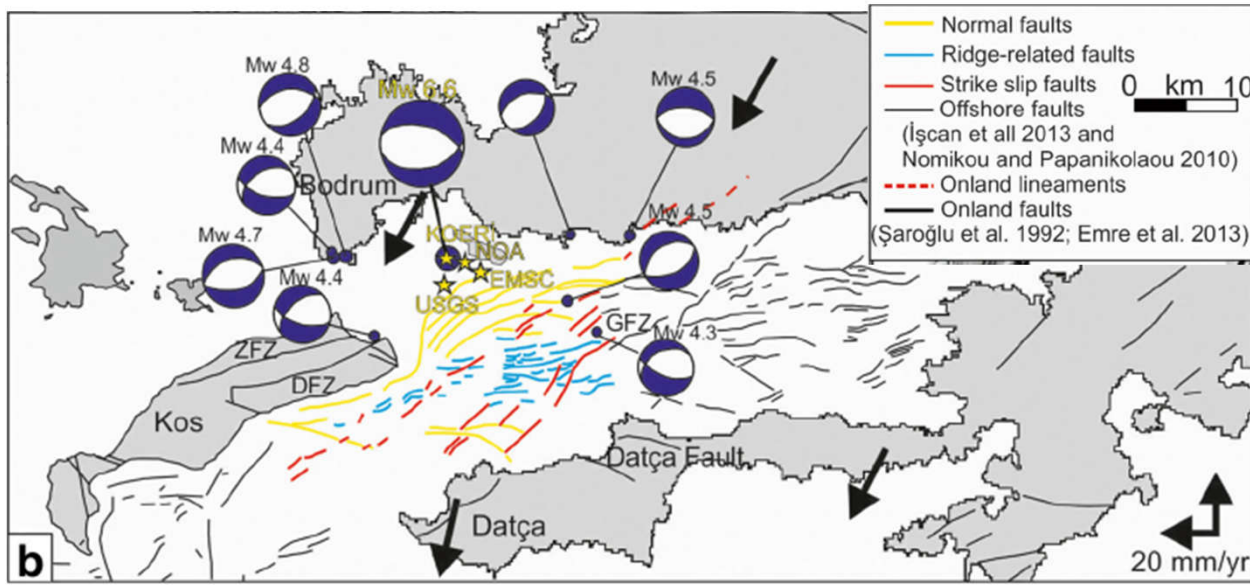 Normal faults
Ridge-related faults
Strike slip faults
0 km 10
Offshore faults
(İşcan et all 2013 and
Nomikou and Papanikolaou 2010)
Onland lineaments
Onland faults
(Şaroğlu et al. 1992; Emre et al. 2013)
Mw 4.8
Mw 6.6
Mw 4.5
Mw 4.4
Bodrum
Mw 4.7
KOERI
NOA
EMSC
USGS
Mw 4.5
Mw 4.4
ZFZ
DFZ
GFZ
Mw 4.3
Kos
Datça Fault
Datça
b
20 mm/yr